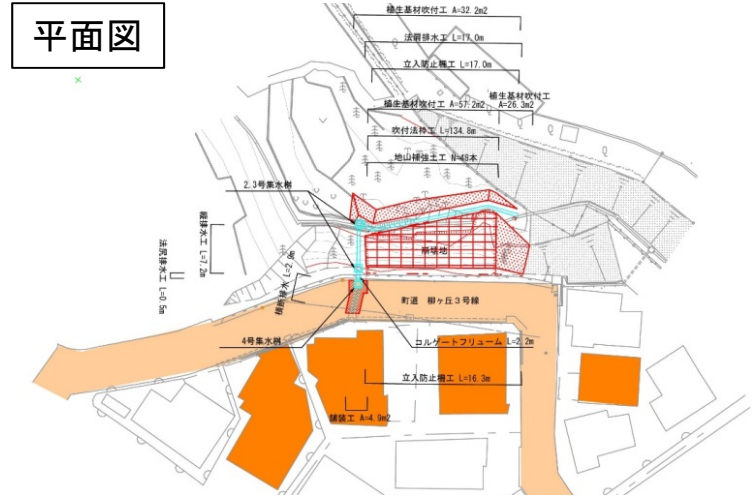 平面図
植生基材吹付工 A=32.2m2
法肩排水工 L=17.0m
立入防止柵工 L=17.0m
植生基材吹付工 A=57.2m2
植生基材吹付工
A=26.3m2
吹付法枠工 L=134.8m
地山補強土工 N=48本
2.3号集水桝
縦排水工 L=7.2m
法尻排水工 L=0.5m
横断排水 L=2.9m
崩壊地
町道 柳ヶ丘3号線
4号集水桝
コルゲートフリューム L=2.2m
立入防止柵工 L=16.3m
舗装工 A=4.9m2